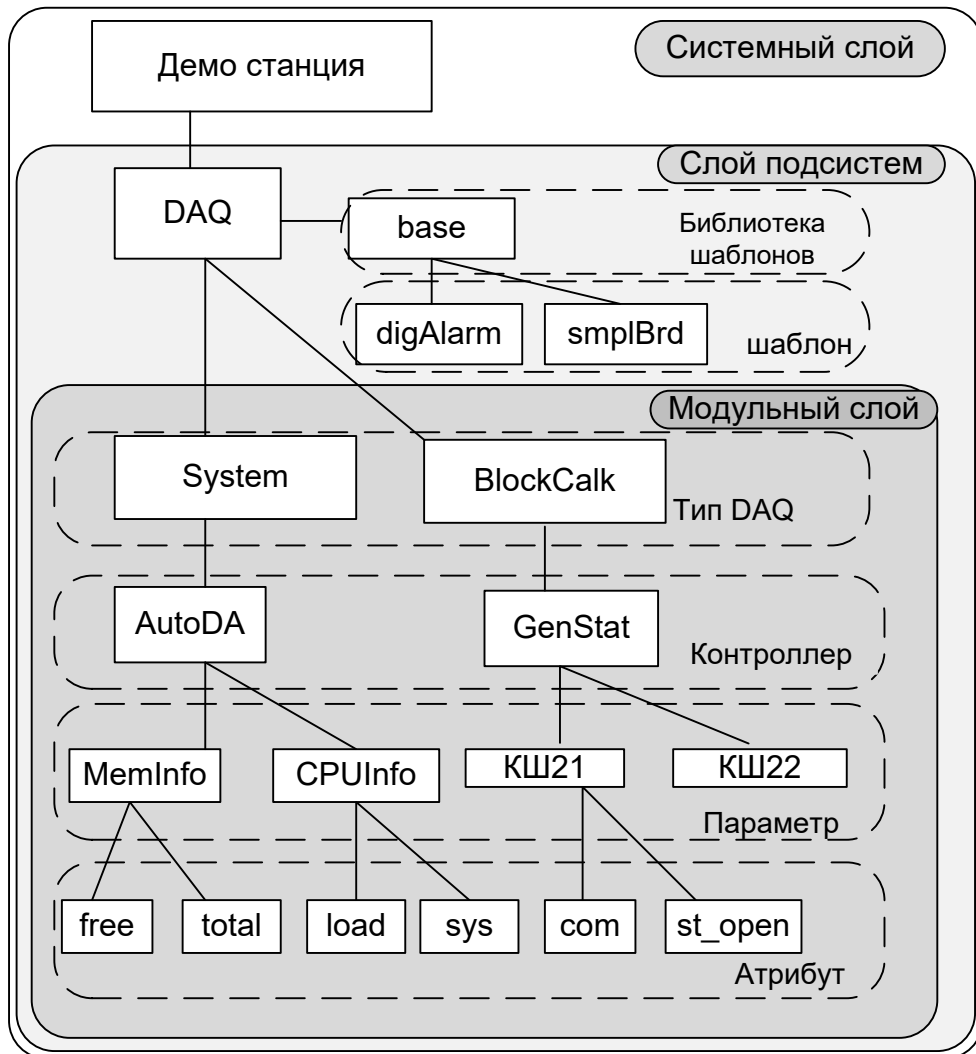 Демо станция
Системный слой
Слой подсистем
DAQ
base
Библиотека
шаблонов
digAlarm
smplBrd
шаблон
Модульный слой
System
BlockCalk
Тип DAQ
AutoDA
GenStat
Контроллер
MemInfo
CPUInfo
КШ21
КШ22
Параметр
free
total
load
sys
com
st_open
Атрибут